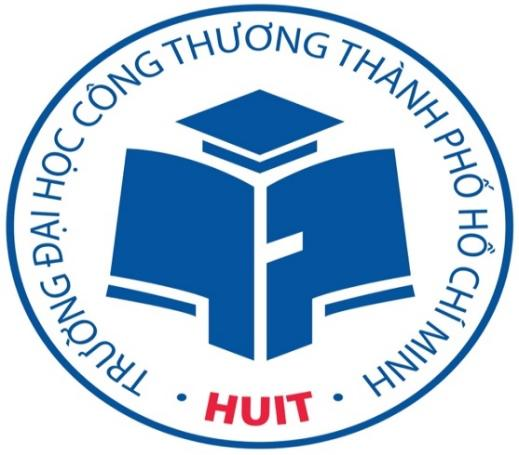 TRƯỜNG ĐẠI HỌC CÔNG THƯƠNG THÀNH PHỐ HỒ CHÍ MINH
HUIT